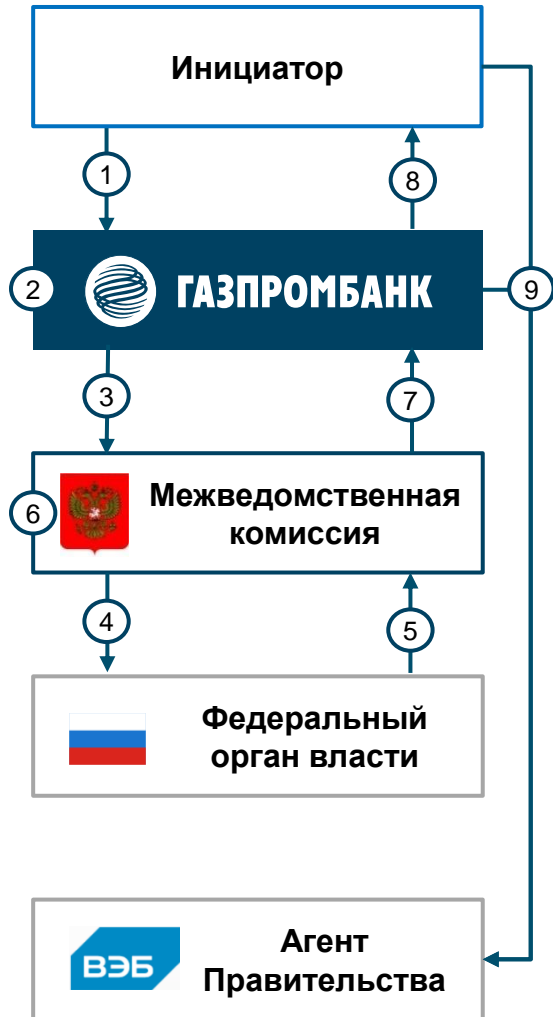 Инициатор
1
8
2
ГАЗПРОМБАНК
9
3
7
6
Межведомственная
комиссия
4
5
Федеральный
орган власти
ВЭБ
Агент
Правительства